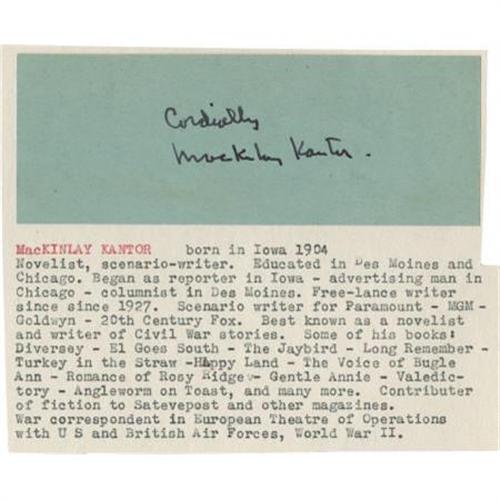 Cordially
MacKinlay Kantor.
MacKINLAY KANTOR born in Iowa 1904
Novelist, scenario-writer. Educated in Des Moines and
Chicago. Began as reporter in Iowa - advertising man in
Chicago - columnist in Des Moines. Free-lance writer
since since 1927. Scenario writer for Paramount - MGM -
Goldwyn - 20th Century Fox. Best known as a novelist
and writer of Civil War stories. Some of his books:
Diversey - El Goes South - The Jaybird - Long Remember -
Turkey in the Straw -Happy Land - The Voice of Bugle
Ann - Romance of Rosy Ridge - Gentle Annie - Valedic-
tory - Angleworm on Toast, and many more. Contributer
of fiction to Satevepost and other magazines.
War correspondent in European Theatre of Operations
with U S and British Air Forces, World War II.